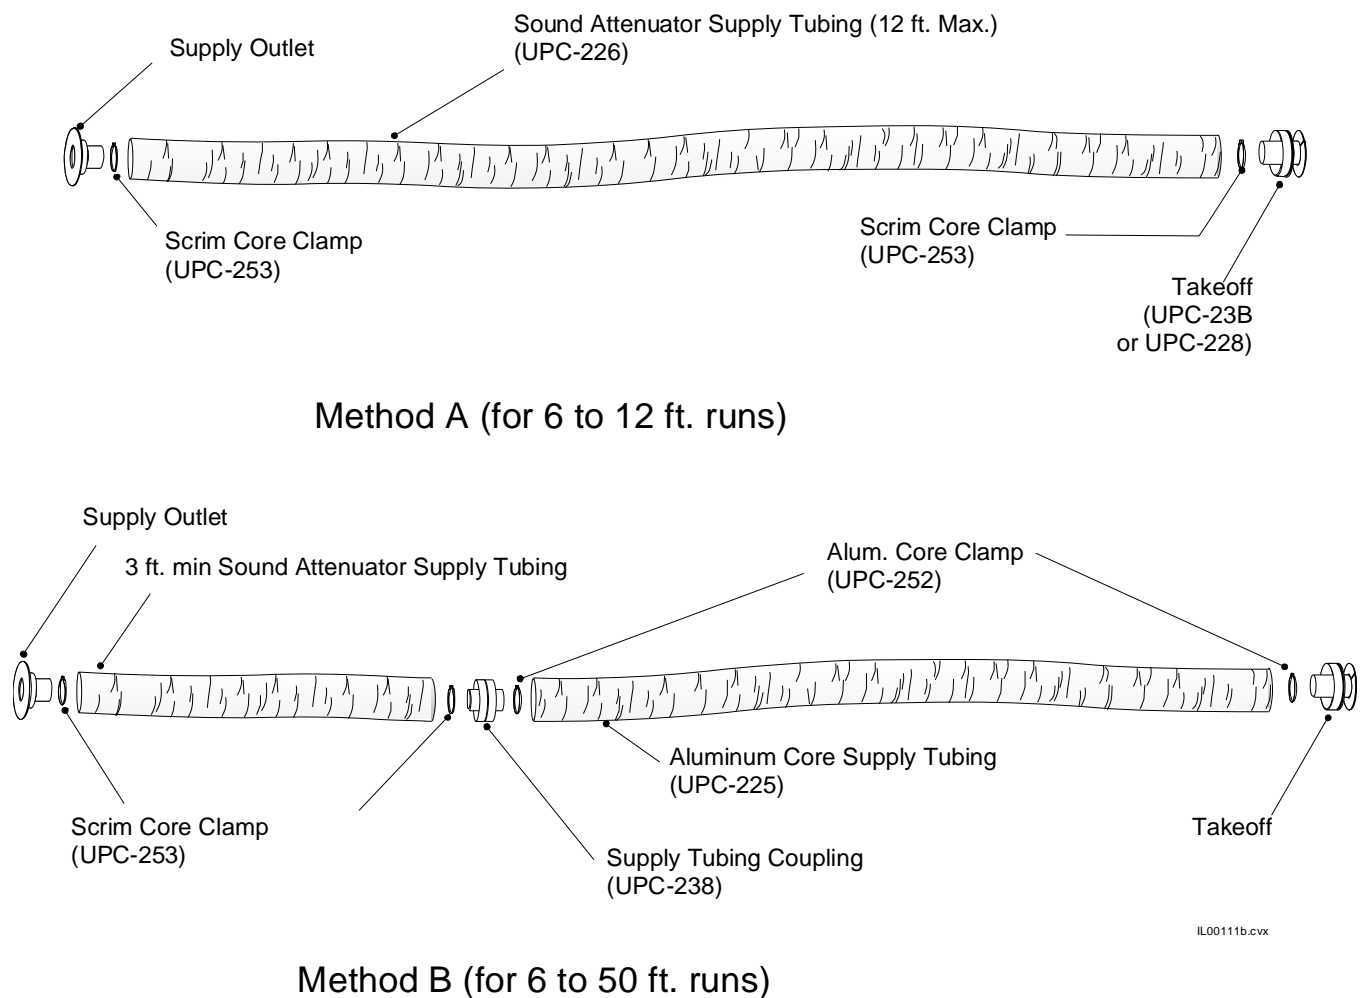 Sound Attenuator Supply Tubing (12 ft. Max.)
(UPC-226)
Supply Outlet
Scrim Core Clamp
(UPC-253)
Scrim Core Clamp
(UPC-253)
Takeoff
(UPC-23B
or UPC-228)
Method A (for 6 to 12 ft. runs)
Supply Outlet
3 ft. min Sound Attenuator Supply Tubing
Alum. Core Clamp
(UPC-252)
Aluminum Core Supply Tubing
(UPC-225)
Scrim Core Clamp
(UPC-253)
Takeoff
Supply Tubing Coupling
(UPC-238)
IL00111b.cvx
Method B (for 6 to 50 ft. runs)